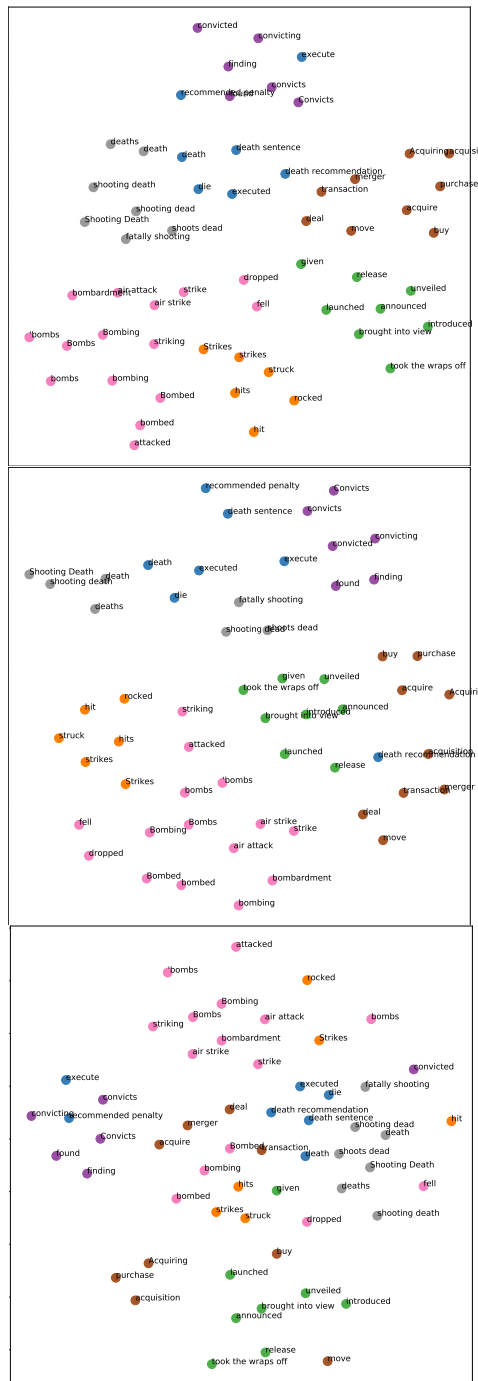 convicted
convicting
execute
finding
convicts
recommended penalty
Convicts
deaths
death
death
death sentence
Acquiring
acquisi
death recommendation
merger
shooting death
die
executed
transaction
purchase
shooting dead
acquire
Shooting Death
deal
shoots dead
move
buy
fatally shooting
given
dropped
release
bombardment
air attack
strike
unveiled
air strike
fell
launched
announced
introduced
'bombs
Bombing
brought into view
Bombs
striking
Strikes
strikes
struck
took the wraps off
bombs
bombing
hits
Bombed
rocked
bombed
hit
attacked
recommended penalty
Convicts
death sentence
convicts
convicting
convicted
execute
death
executed
Shooting Death
shooting death
death
finding
found
die
fatally shooting
deaths
shooting dead
shoots dead
buy
purchase
given
unveiled
took the wraps off
acquire
Acquiri
rocked
hit
striking
announced
introduced
brought into view
struck
hits
attacked
launched
acquisition
death recommendation
strikes
release
Strikes
'bombs
bombs
transaction
merger
deal
fell
Bombs
air strike
Bombing
strike
move
air attack
dropped
Bombed
bombed
bombardment
bombing
attacked
'bombs
rocked
Bombing
Bombs
air attack
bombs
striking
bombardment
Strikes
air strike
strike
convicted
execute
executed
fatally shooting
die
convicts
deal
death recommendation
convicting
recommended penalty
death sentence
hit
merger
shooting dead
death
Convicts
acquire
Bombed
transaction
found
death
shoots dead
finding
bombing
Shooting Death
bombed
hits
given
deaths
fell
strikes
struck
dropped
shooting death
buy
Acquiring
launched
purchase
unveiled
acquisition
brought into view
introduced
announced
release
took the wraps off
move